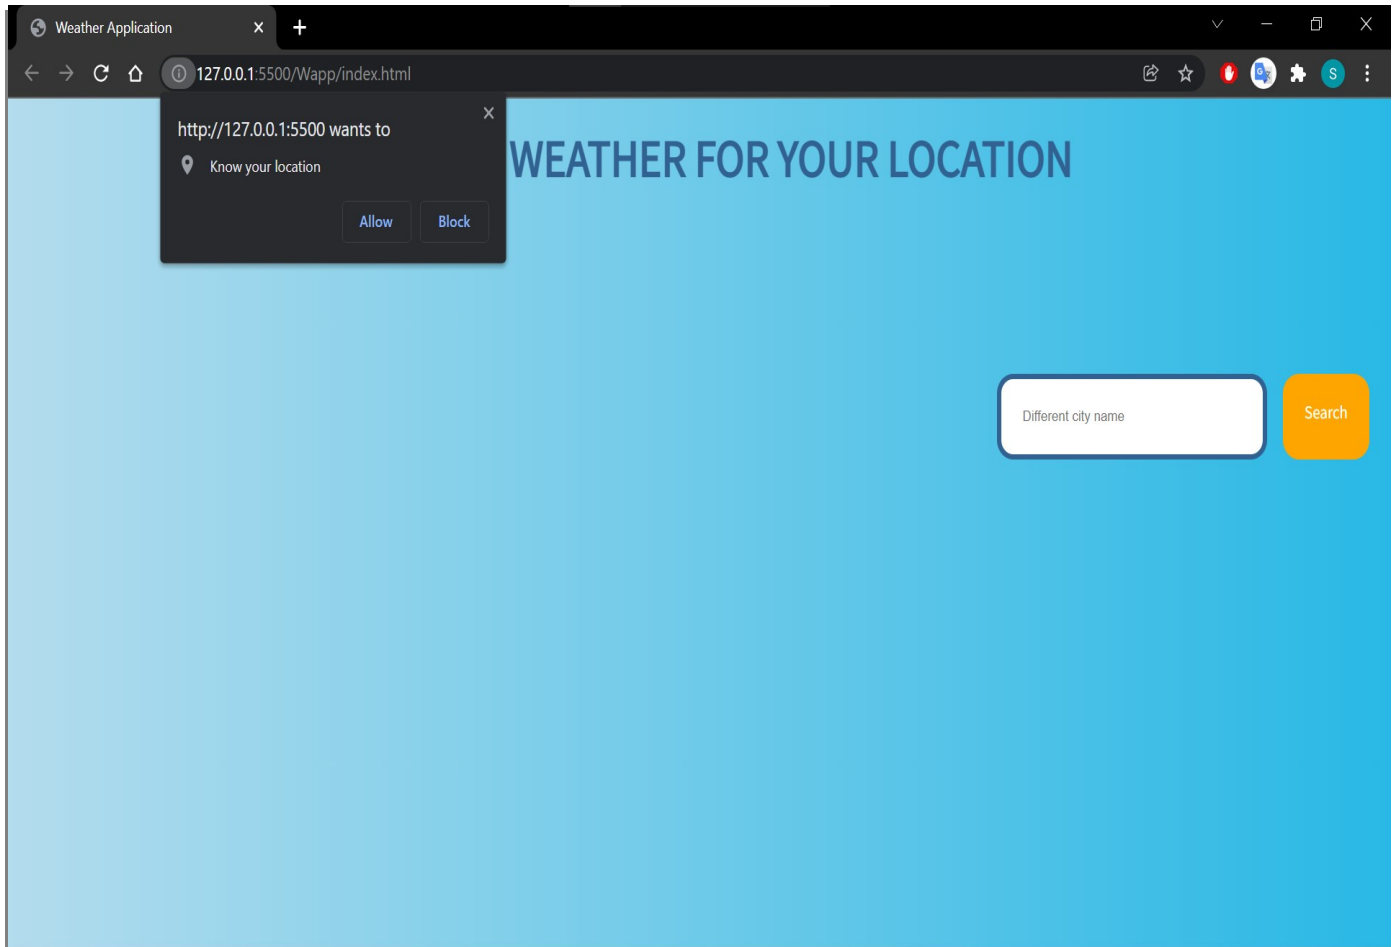 Weather Application
127.0.0.1:5500/Wapp/index.html
S
http://127.0.0.1:5500 wants to
Know your location
Allow Block
WEATHER FOR YOUR LOCATION
Different city name
Search